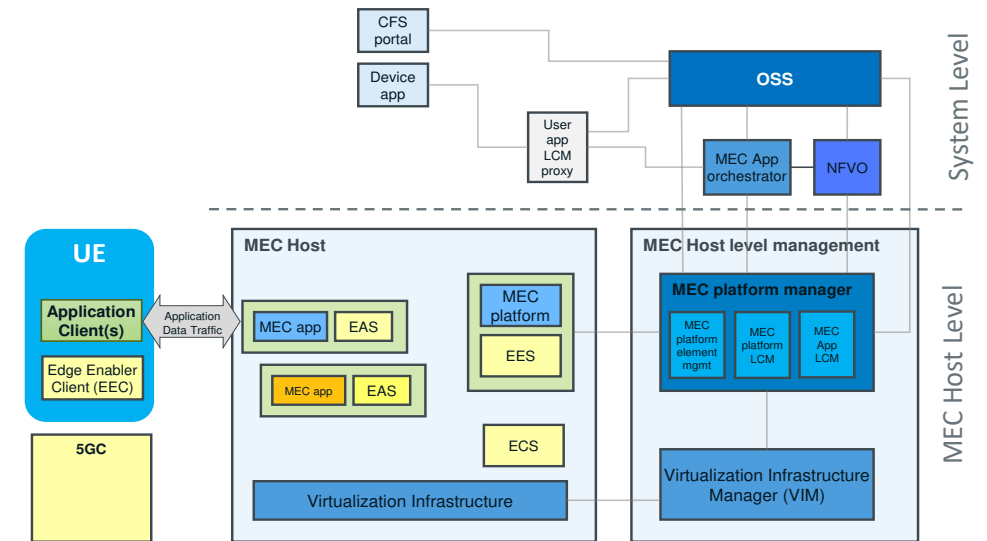 CFS
portal
Device
app
User
app
LCM
proxy
OSS
MEC App
orchestrator
NFVO
System Level
UE
Application
Client(s)
Edge Enabler
Client (EEC)
5GC
Application
Data Traffic
MEC Host
MEC app
EAS
MEC app
EAS
MEC
platform
EES
ECS
Virtualization Infrastructure
MEC Host level management
MEC platform manager
MEC
platform
element
mgmt
MEC
platform
LCM
MEC
App
LCM
Virtualization Infrastructure
Manager (VIM)
MEC Host Level